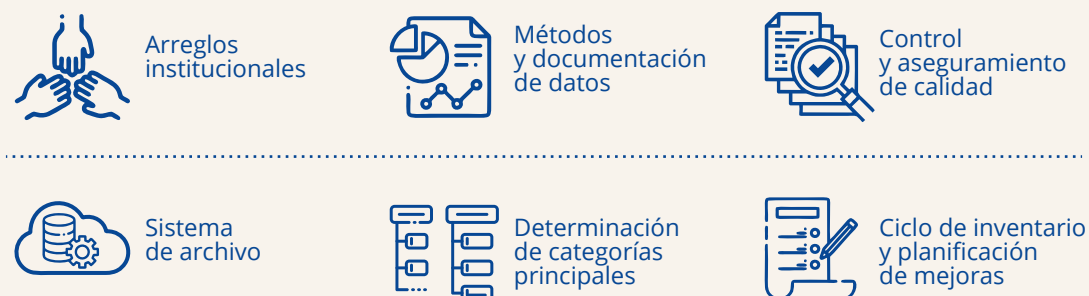 Arreglos
institucionales
Métodos
y documentación
de datos
Control
y aseguramiento
de calidad
Sistema
de archivo
Determinación
de categorías
principales
Ciclo de inventario
y planificación
de mejoras